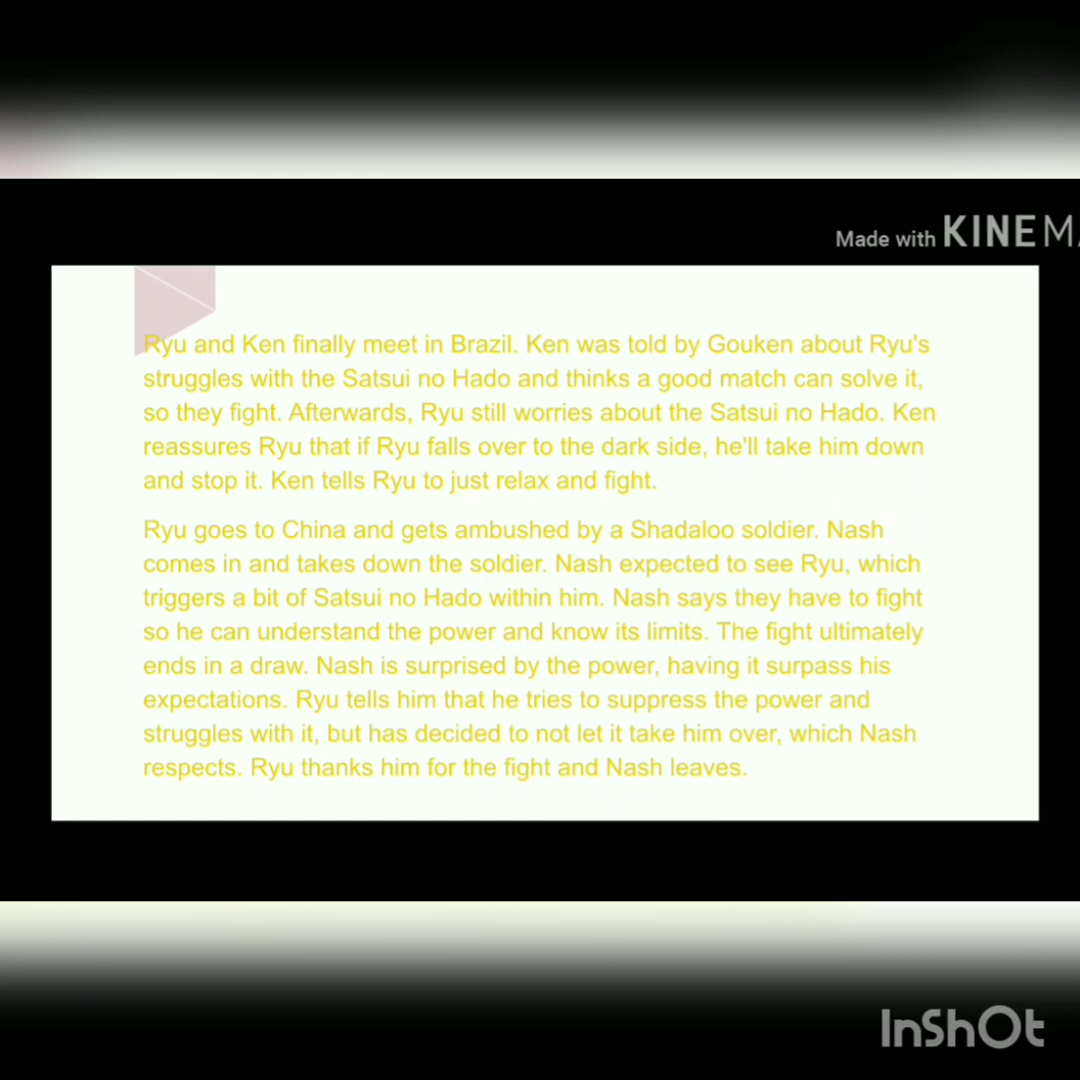 Made with KINEMA
Ryu and Ken finally meet in Brazil. Ken was told by Gouken about Ryu's
struggles with the Satsui no Hado and thinks a good match can solve it,
so they fight. Afterwards, Ryu still worries about the Satsui no Hado. Ken
reassures Ryu that if Ryu falls over to the dark side, he'll take him down
and stop it. Ken tells Ryu to just relax and fight.
Ryu goes to China and gets ambushed by a Shadaloo soldier. Nash
comes in and takes down the soldier. Nash expected to see Ryu, which
triggers a bit of Satsui no Hado within him. Nash says they have to fight
so he can understand the power and know its limits. The fight ultimately
ends in a draw. Nash is surprised by the power, having it surpass his
expectations. Ryu tells him that he tries to suppress the power and
struggles with it, but has decided to not let it take him over, which Nash
respects. Ryu thanks him for the fight and Nash leaves.
InShOt